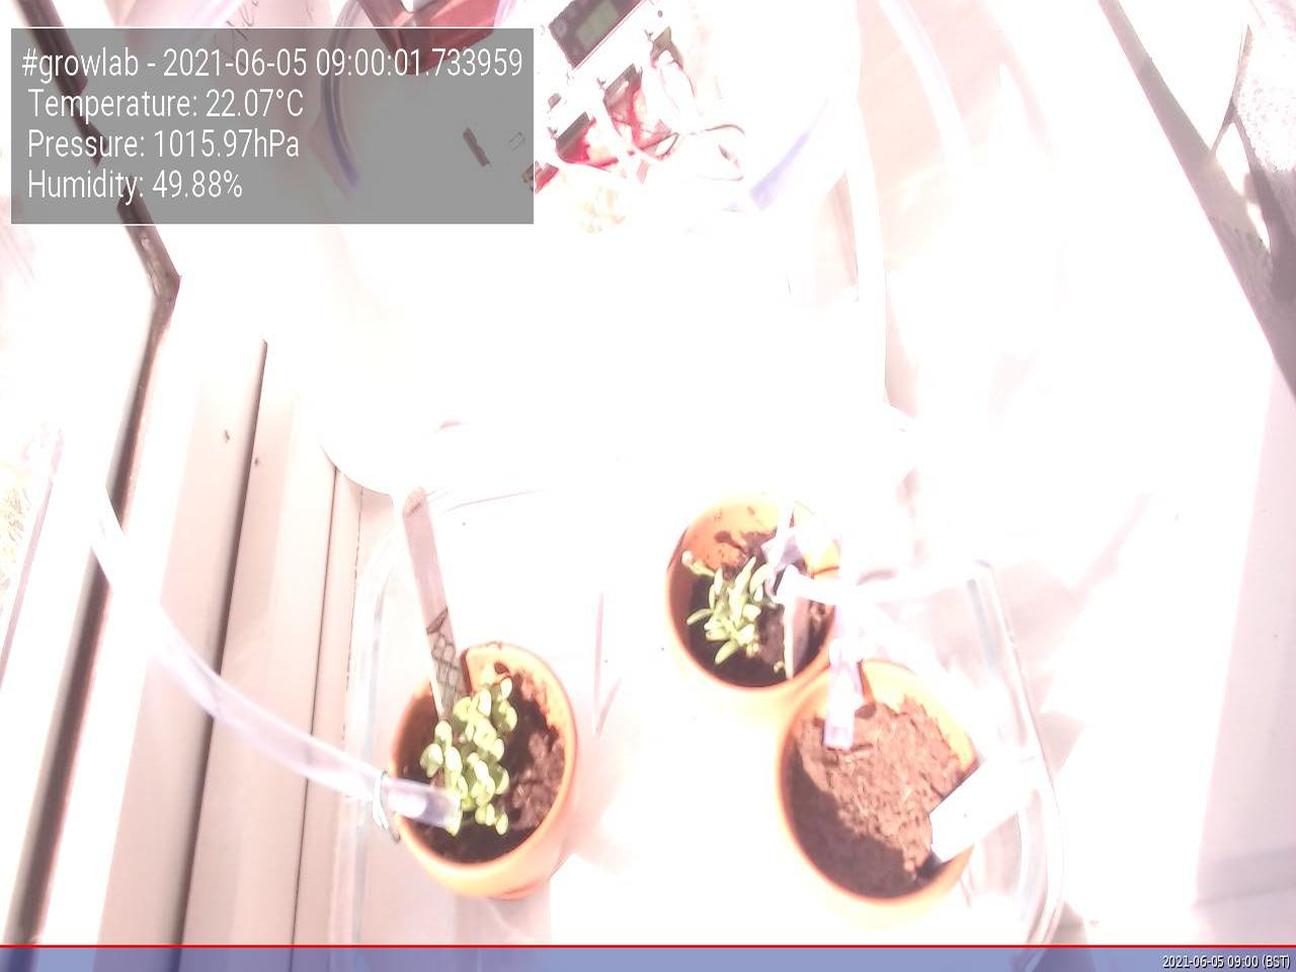 #growlab - 2021-06-05 09:00:01.733959
Temperature: 22.07°C
Pressure: 1015.97hPa
Humidity: 49.88%
2021-06-05 09:00 (BST)